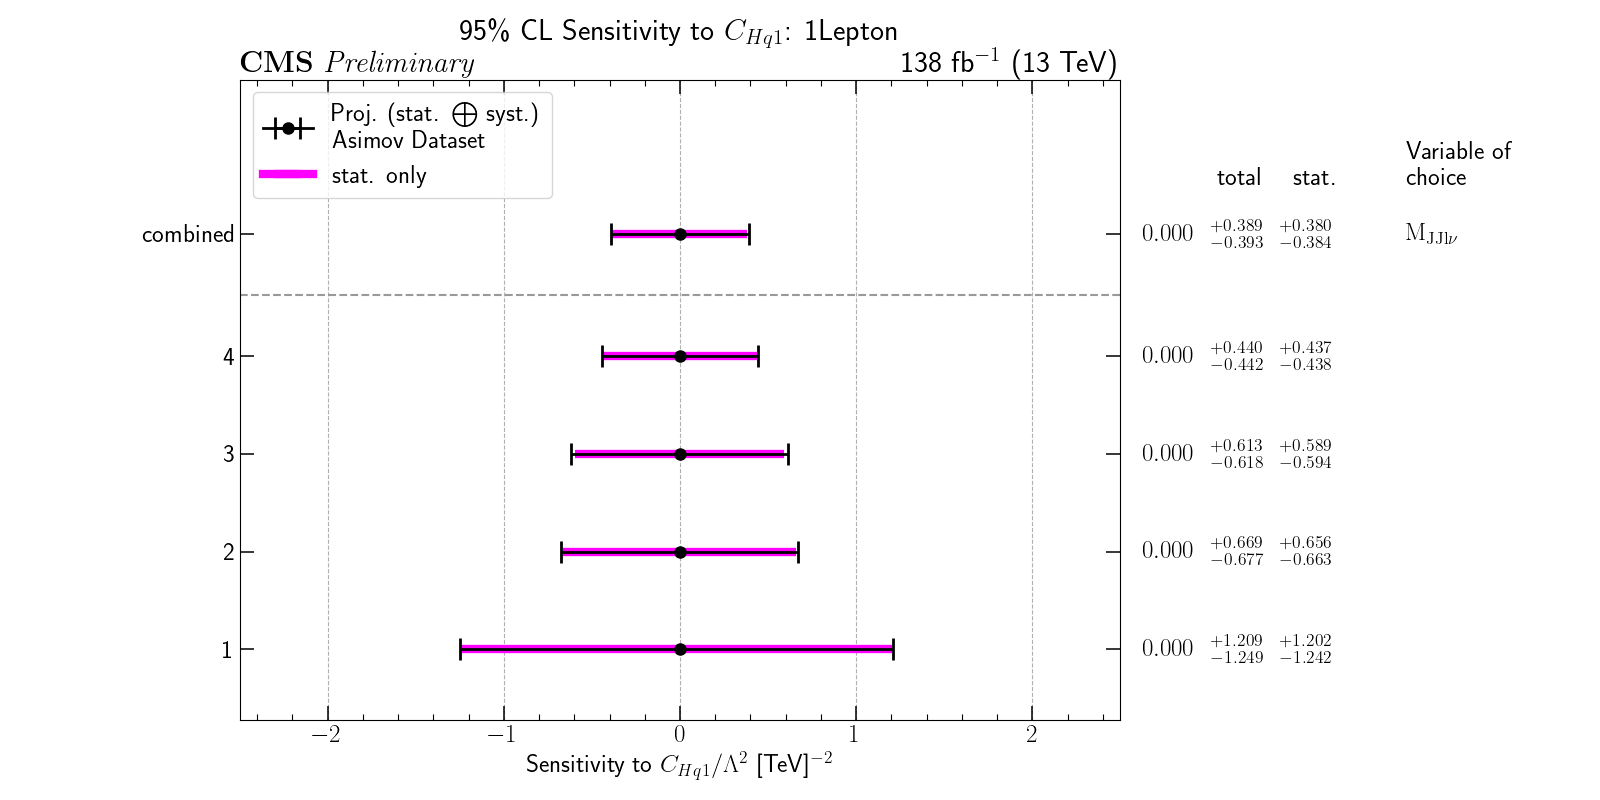 95% CL Sensitivity to C_{Hq1}: 1Lepton
CMS Preliminary 138 fb^{-1} (13 TeV)
Proj. (stat. ⊕ syst.)
Asimov Dataset
stat. only
Variable of
total stat. choice
combined 0.000 +0.389 −0.393 +0.380 −0.384 M_{JJlν}
4 0.000 +0.440 −0.442 +0.437 −0.438
3 0.000 +0.613 −0.618 +0.589 −0.594
2 0.000 +0.669 −0.677 +0.656 −0.663
1 0.000 +1.209 −1.249 +1.202 −1.242
−2 −1 0 1 2
Sensitivity to C_{Hq1}/Λ^2 [TeV]^{−2}